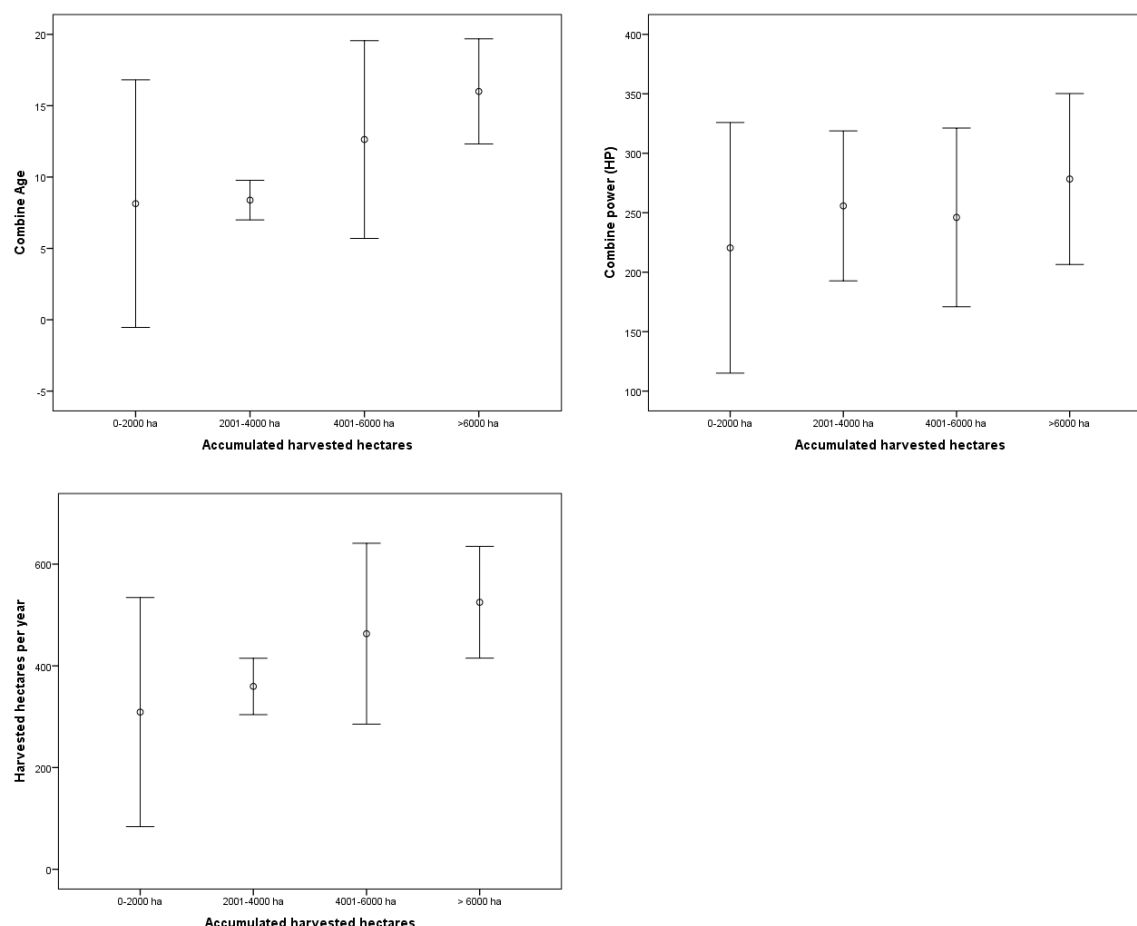 Combine Age
20
15
10
5
0
-5
0-2000 ha 2001-4000 ha 4001-6000 ha >6000 ha
Accumulated harvested hectares
Combine power (HP)
400
350
300
250
200
150
100
0-2000 ha 2001-4000 ha 4001-6000 ha >6000 ha
Accumulated harvested hectares
Harvested hectares per year
600
400
200
0
0-2000 ha 2001-4000 ha 4001-6000 ha > 6000 ha
Accumulated harvested hectares